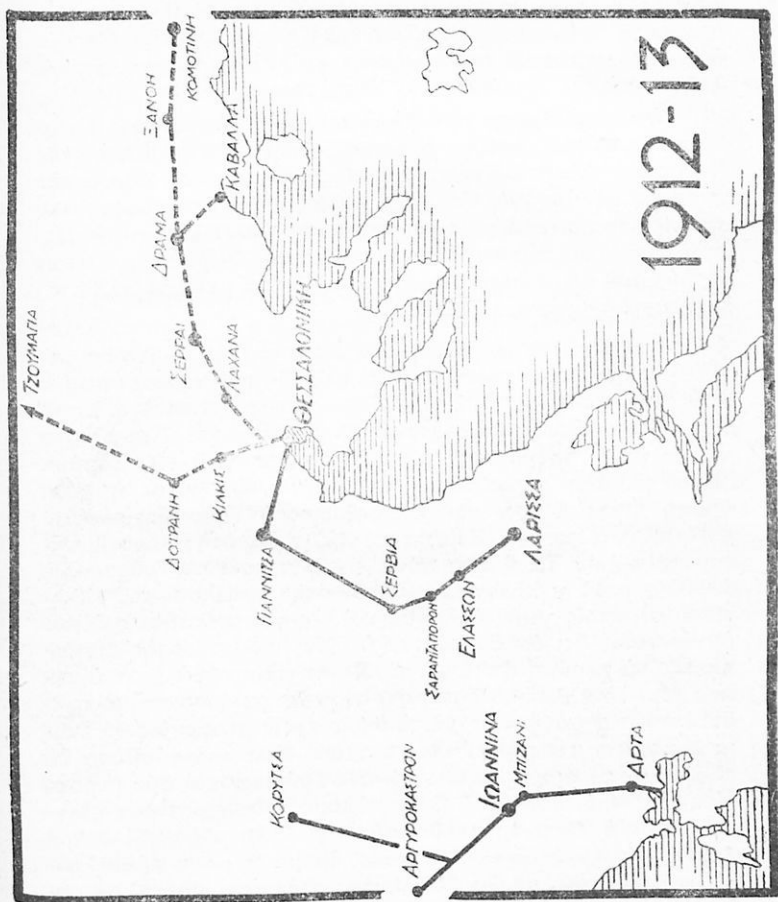 1912-13
ΤΖΟΥΜΑΓΙΑ
ΔΡΑΜΑ
ΞΑΝΘΗ
ΚΟΜΟΤΙΝΗ
ΣΕΡΡΑΙ
ΚΑΒΑΛΛΑ
ΔΟΪΡΑΝΗ
ΛΑΧΑΝΑ
ΚΙΛΚΙΣ
ΘΕΣΣΑΛΟΝΙΚΗ
ΓΙΑΝΝΙΤΣΑ
ΣΕΡΒΙΑ
ΣΑΡΑΝΤΑΠΟΡΟΝ
ΕΛΑΣΣΩΝ
ΛΑΡΙΣΣΑ
ΚΟΡΥΤΣΑ
ΑΡΓΥΡΟΚΑΣΤΡΟΝ
ΙΩΑΝΝΙΝΑ
ΜΠΙΖΑΝΙ
ΑΡΤΑ